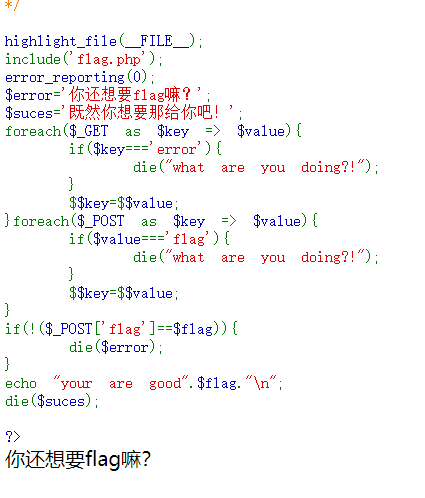 */
highlight_file(__FILE__);
include('flag.php');
error_reporting(0);
$error='你还想要flag嘛？';
$suces='既然你想要那给你吧！';
foreach($_GET as $key => $value){
if($key==='error'){
die("what are you doing?!");
}
$$key=$$value;
}foreach($_POST as $key => $value){
if($value==='flag'){
die("what are you doing?!");
}
$$key=$$value;
}
if(!($_POST['flag']==$flag)){
die($error);
}
echo "your are good".$flag."\n";
die($suces);
?>
你还想要flag嘛？